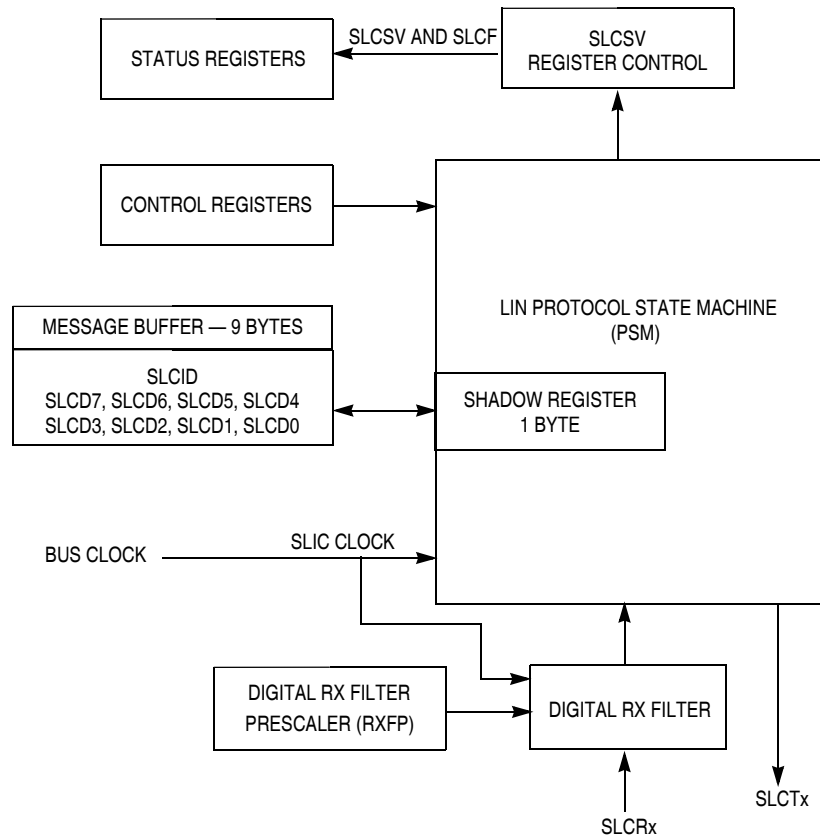 STATUS REGISTERS
SLCSV AND SLCF
SLCSV
REGISTER CONTROL
CONTROL REGISTERS
LIN PROTOCOL STATE MACHINE
(PSM)
MESSAGE BUFFER — 9 BYTES
SLCID
SLCD7, SLCD6, SLCD5, SLCD4
SLCD3, SLCD2, SLCD1, SLCD0
SHADOW REGISTER
1 BYTE
BUS CLOCK
SLIC CLOCK
DIGITAL RX FILTER
PRESCALER (RXFP)
DIGITAL RX FILTER
SLCTx
SLCRx